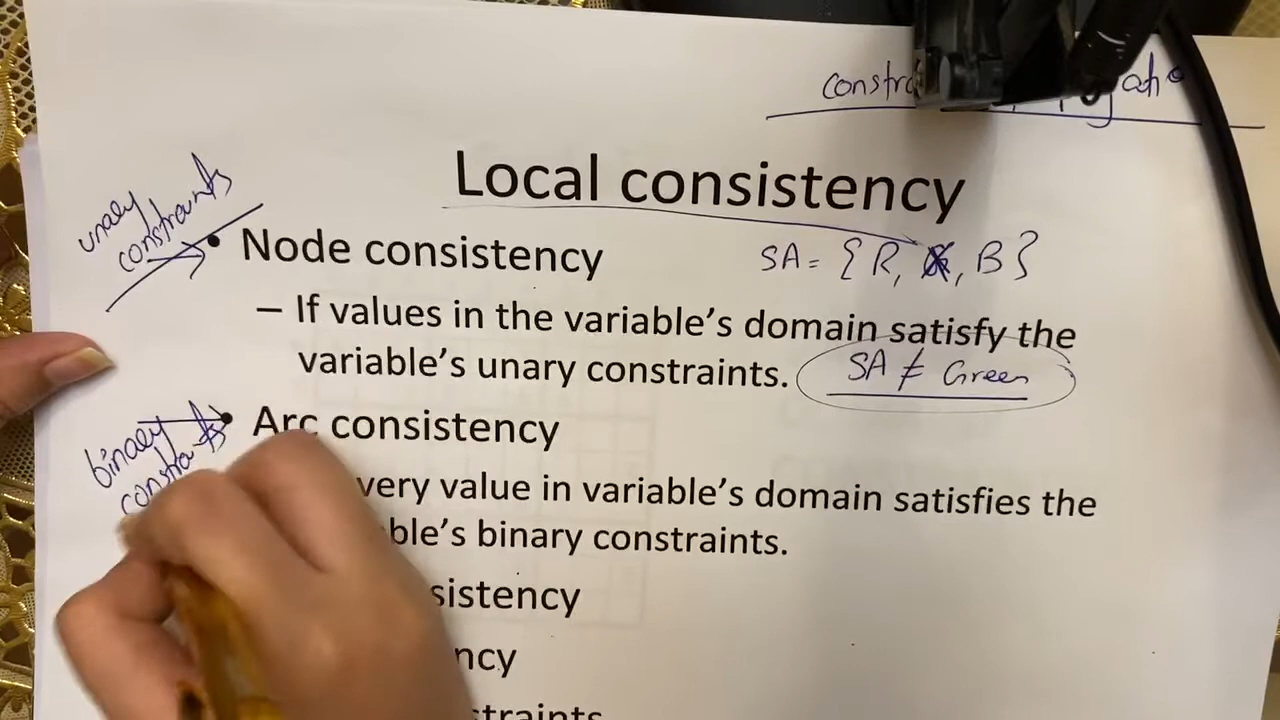 Local consistency
unary
constraints
• Node consistency
SA = {R, G, B}
– If values in the variable's domain satisfy the
variable's unary constraints.
SA ≠ Green
binary
• Arc consistency
very value in variable's domain satisfies the
ble's binary constraints.
sistency
ncy
straints